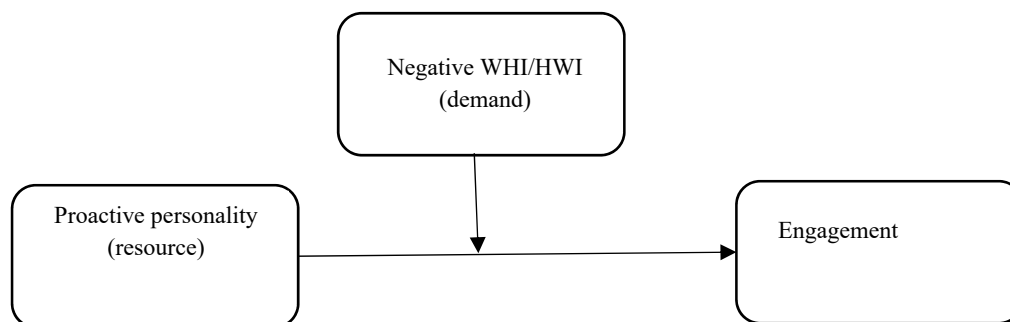 Negative WHI/HWI
(demand)
Proactive personality
(resource)
Engagement